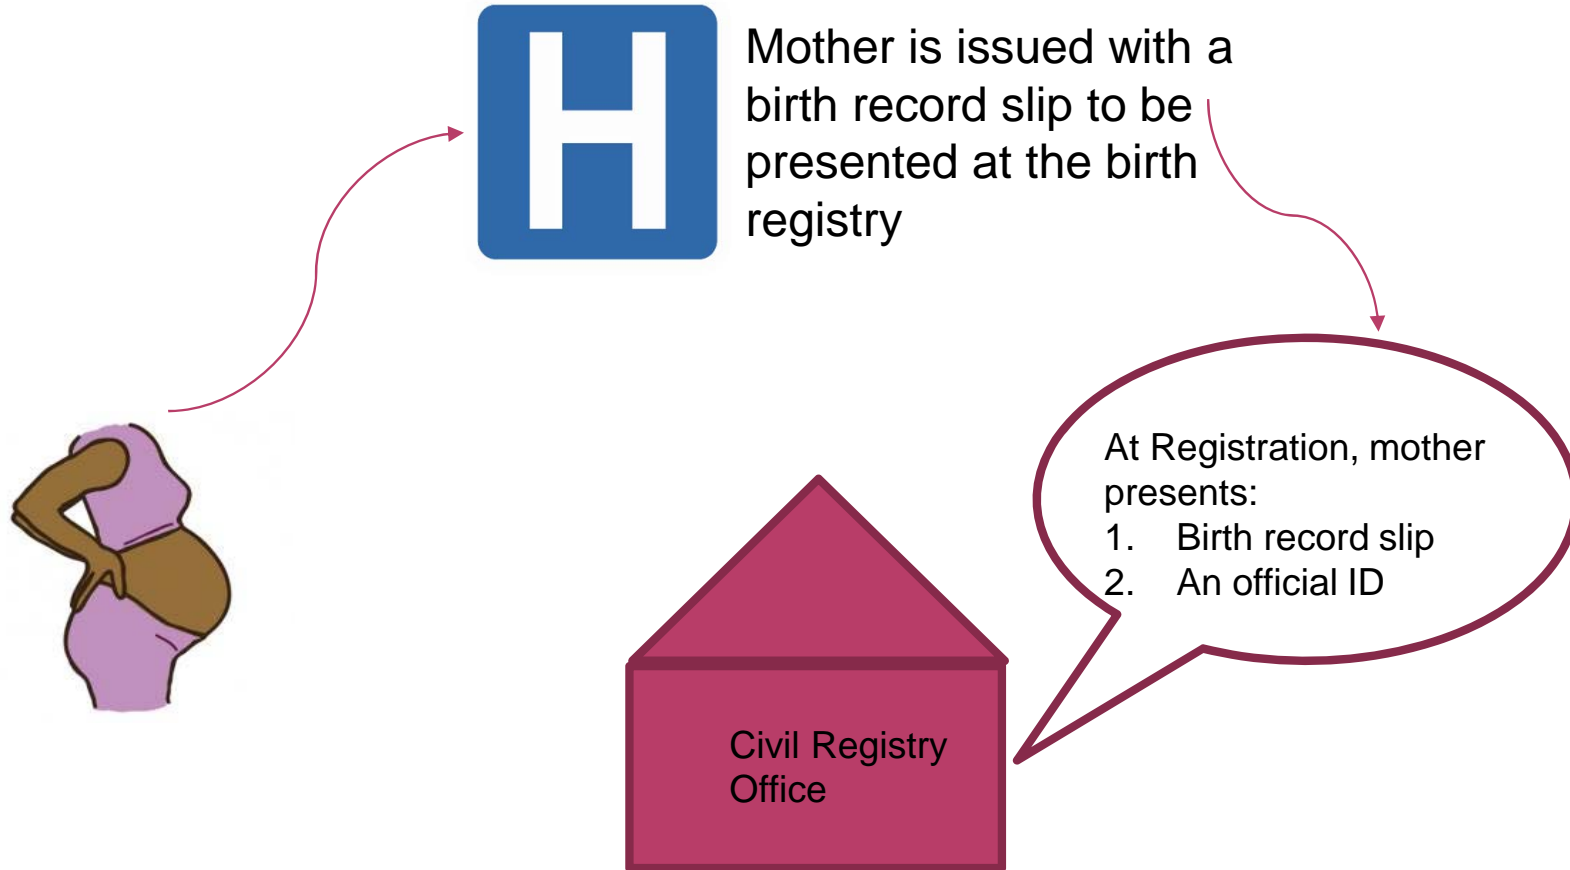 H
Mother is issued with a
birth record slip to be
presented at the birth
registry
At Registration, mother
presents:
1. Birth record slip
2. An official ID
Civil Registry
Office